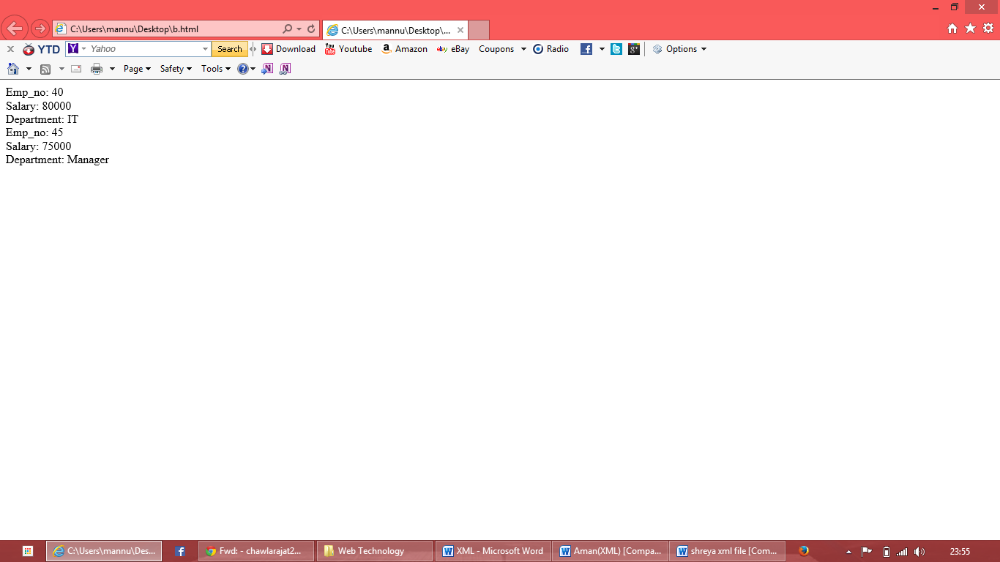 C:\Users\mannu\Desktop\b.html
C:\Users\mannu\Desktop\...
YTD Yahoo Search Download Youtube Amazon eBay Coupons Radio Options
Page Safety Tools
Emp_no: 40
Salary: 80000
Department: IT
Emp_no: 45
Salary: 75000
Department: Manager
C:\Users\mannu\Des... Fwd: - chawlarajat2... Web Technology XML - Microsoft Word Aman(XML) [Compa... shreya xml file [Com... 23:55